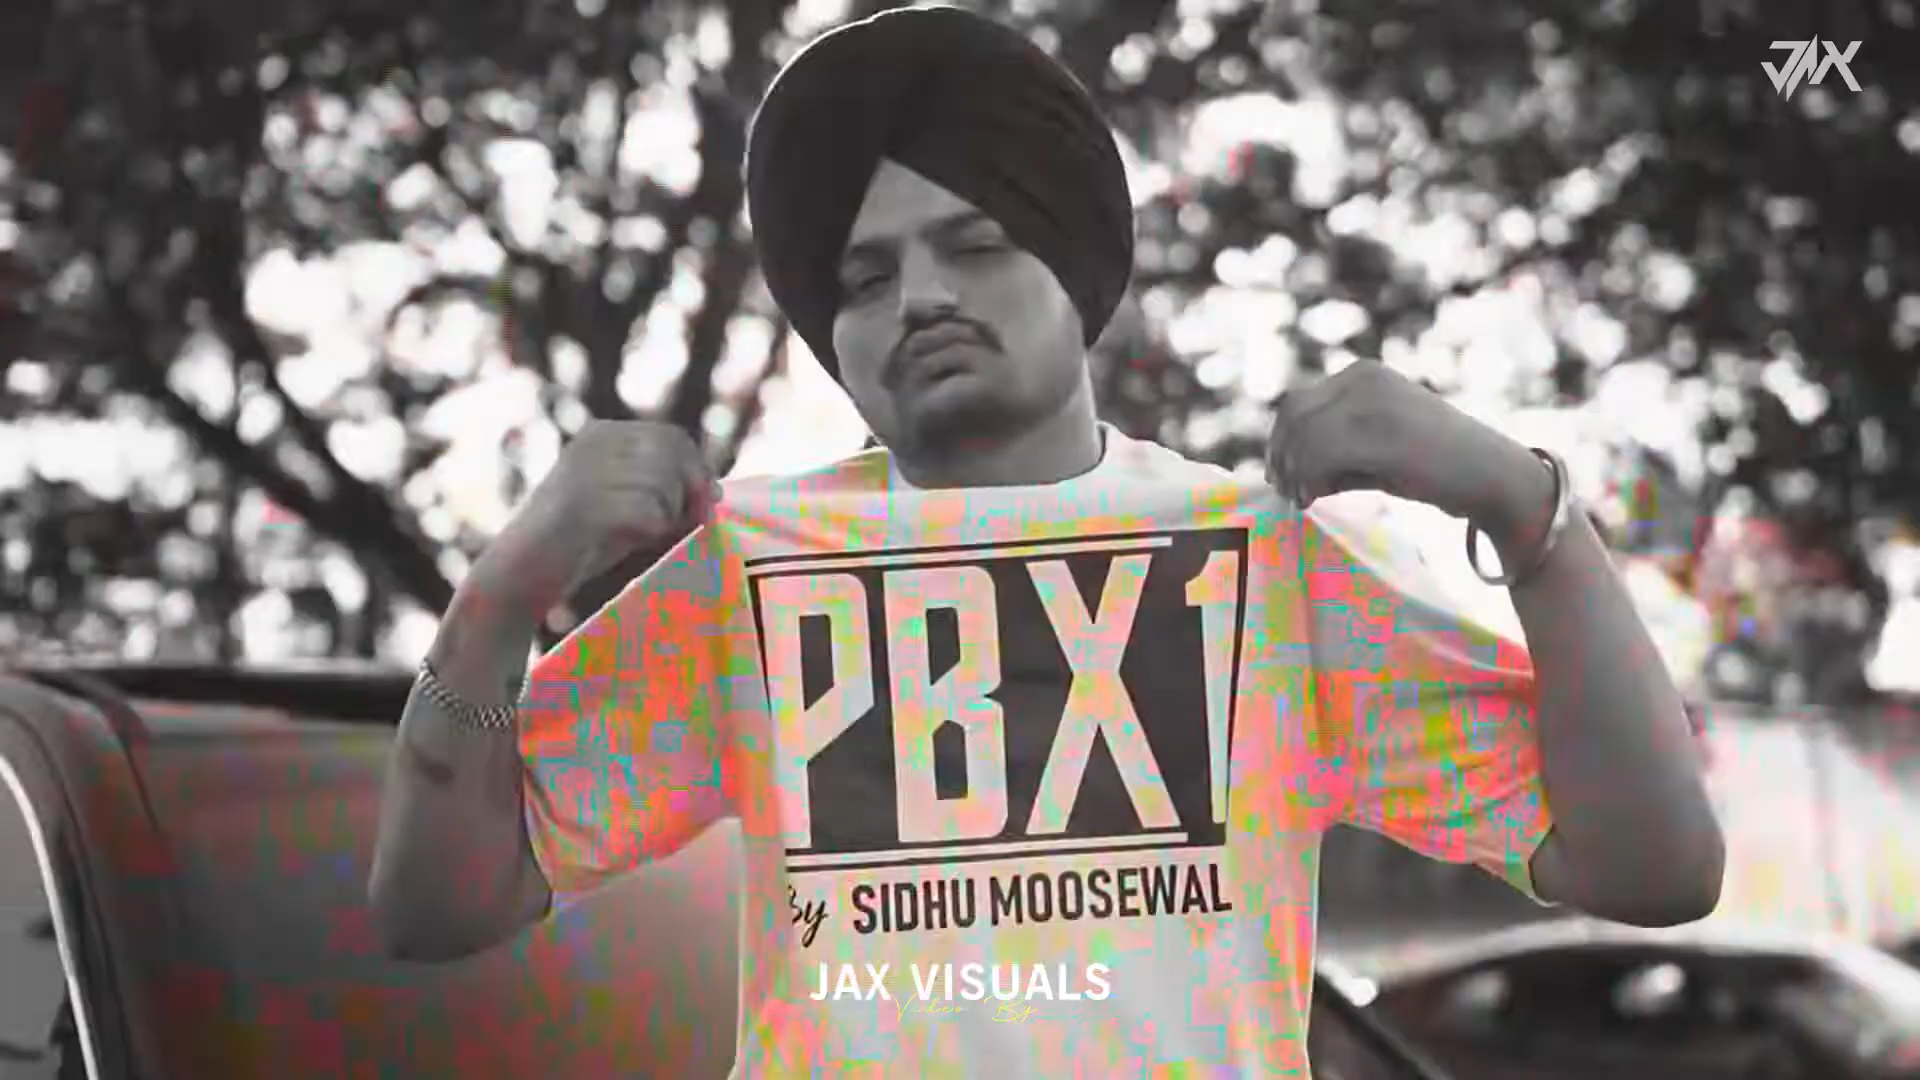 JAX
PBX1
By SIDHU MOOSEWAL
JAX VISUALS
Video By